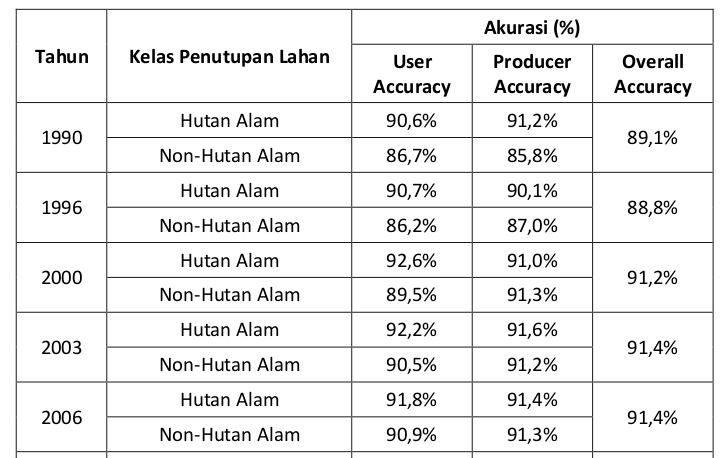 Tahun Kelas Penutupan Lahan Akurasi (%)
User Accuracy Producer Accuracy Overall Accuracy
1990 Hutan Alam 90,6% 91,2% 89,1%
Non-Hutan Alam 86,7% 85,8%
1996 Hutan Alam 90,7% 90,1% 88,8%
Non-Hutan Alam 86,2% 87,0%
2000 Hutan Alam 92,6% 91,0% 91,2%
Non-Hutan Alam 89,5% 91,3%
2003 Hutan Alam 92,2% 91,6% 91,4%
Non-Hutan Alam 90,5% 91,2%
2006 Hutan Alam 91,8% 91,4% 91,4%
Non-Hutan Alam 90,9% 91,3%